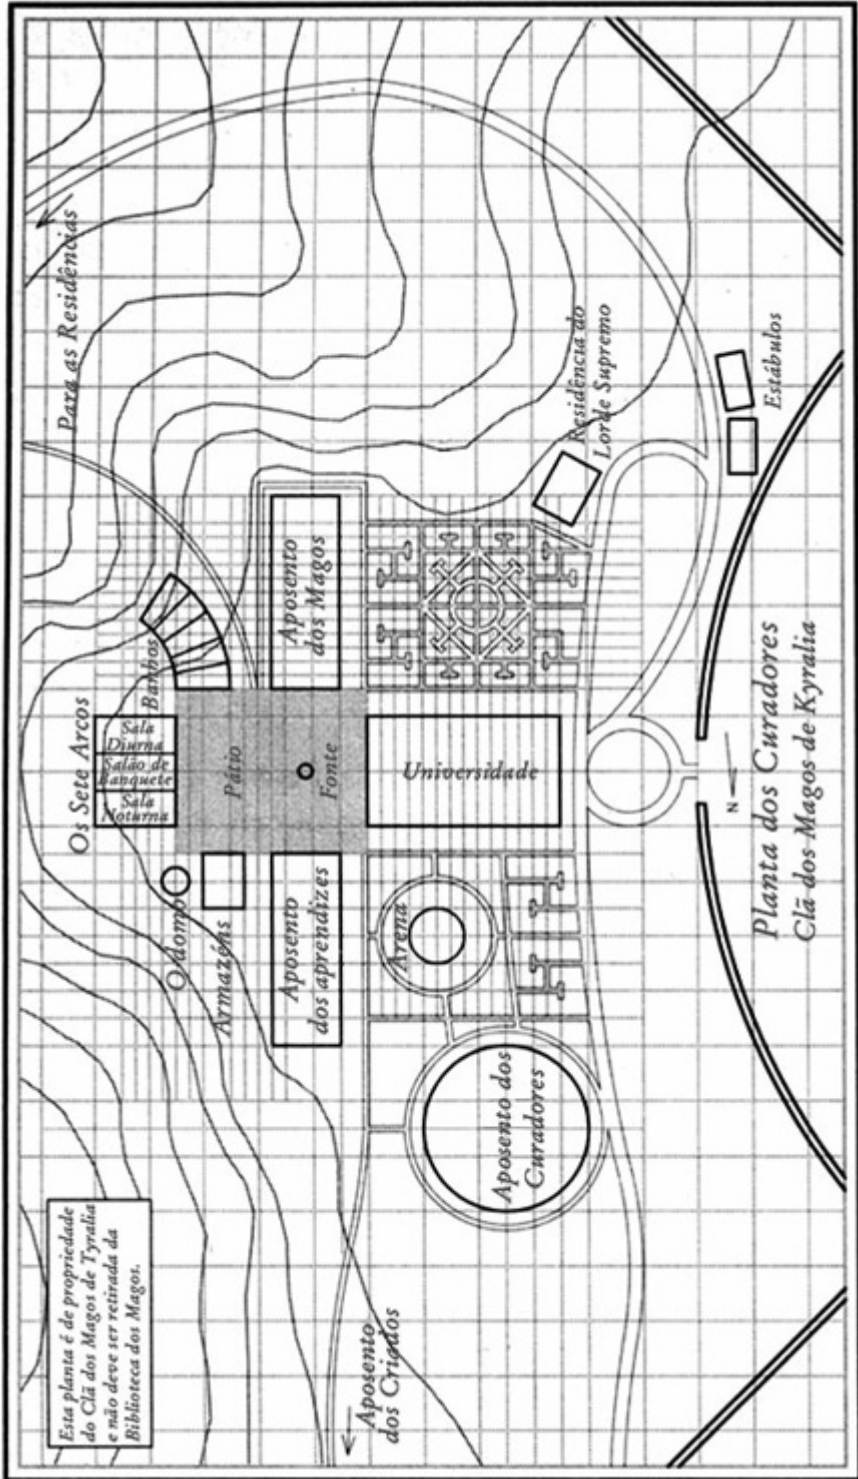 Esta planta é de propriedade
do Clã dos Magos de Tyralia
e não deve ser retirada da
Biblioteca dos Magos.
Os Sete Arcos
Sala
Noturna
Salão de
Banquete
Sala
Diurna
Banhos
Para as Residências
O domo
Armazéns
Pátio
Fonte
Aposento
dos aprendizes
Aposento
dos Magos
Aposento
dos Criados
Arena
Universidade
Aposento dos
Curadores
Residência do
Lorde Supremo
Estábulos
N
Planta dos Curadores
Clã dos Magos de Kyralia